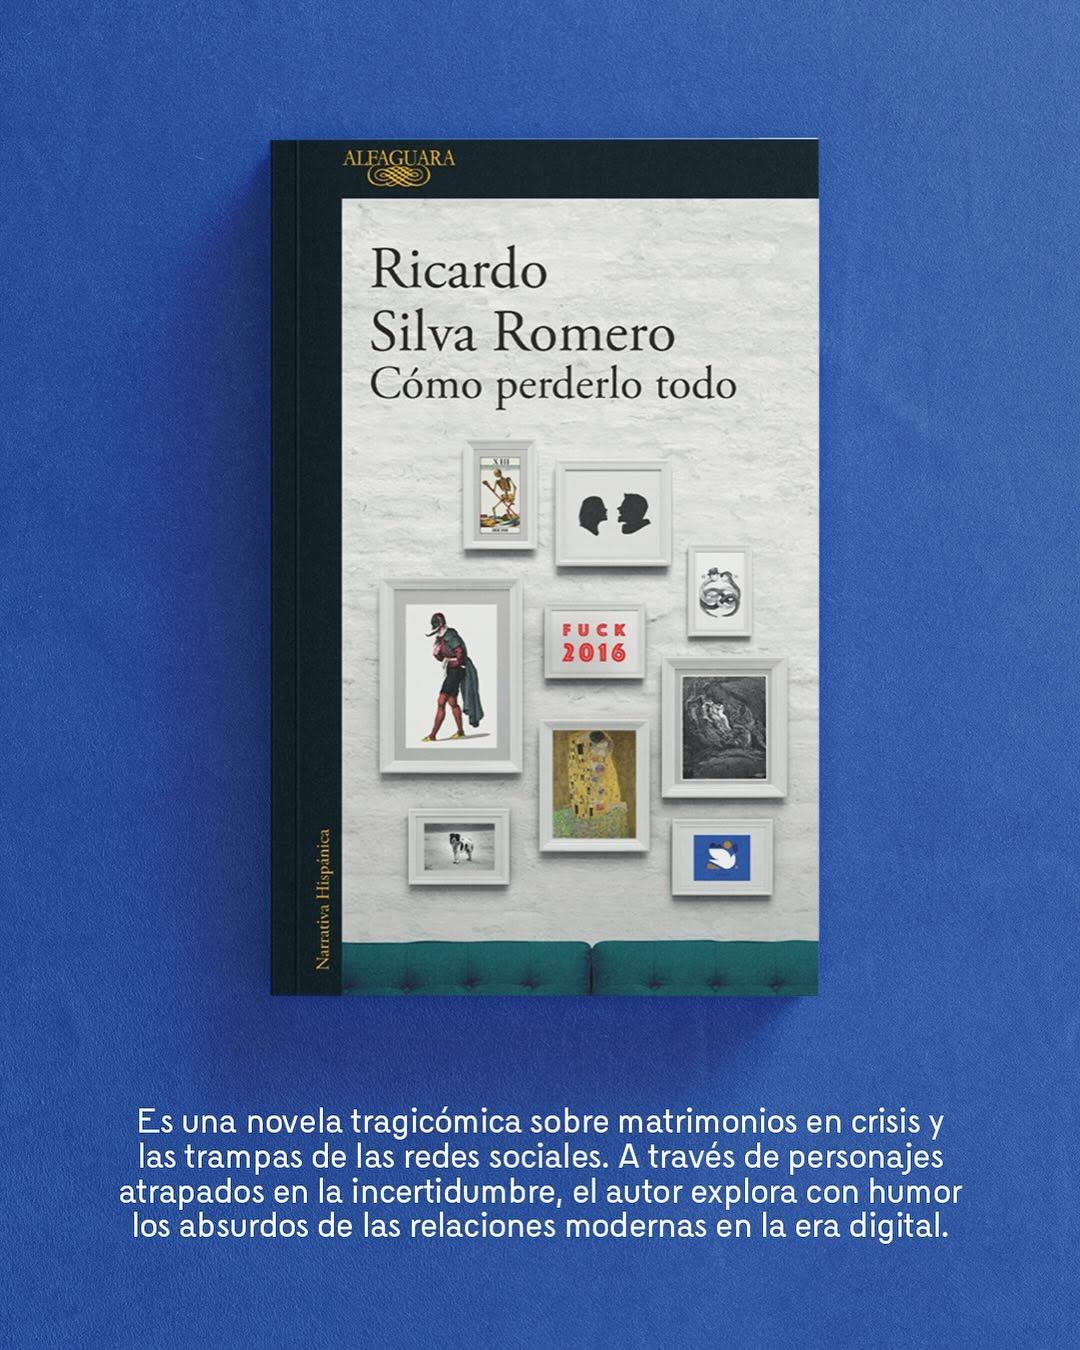 ALFAGUARA
Ricardo
Silva Romero
Cómo perderlo todo
XIII
FUCK
2016
Narrativa Hispánica
Es una novela tragicómica sobre matrimonios en crisis y
las trampas de las redes sociales. A través de personajes
atrapados en la incertidumbre, el autor explora con humor
los absurdos de las relaciones modernas en la era digital.